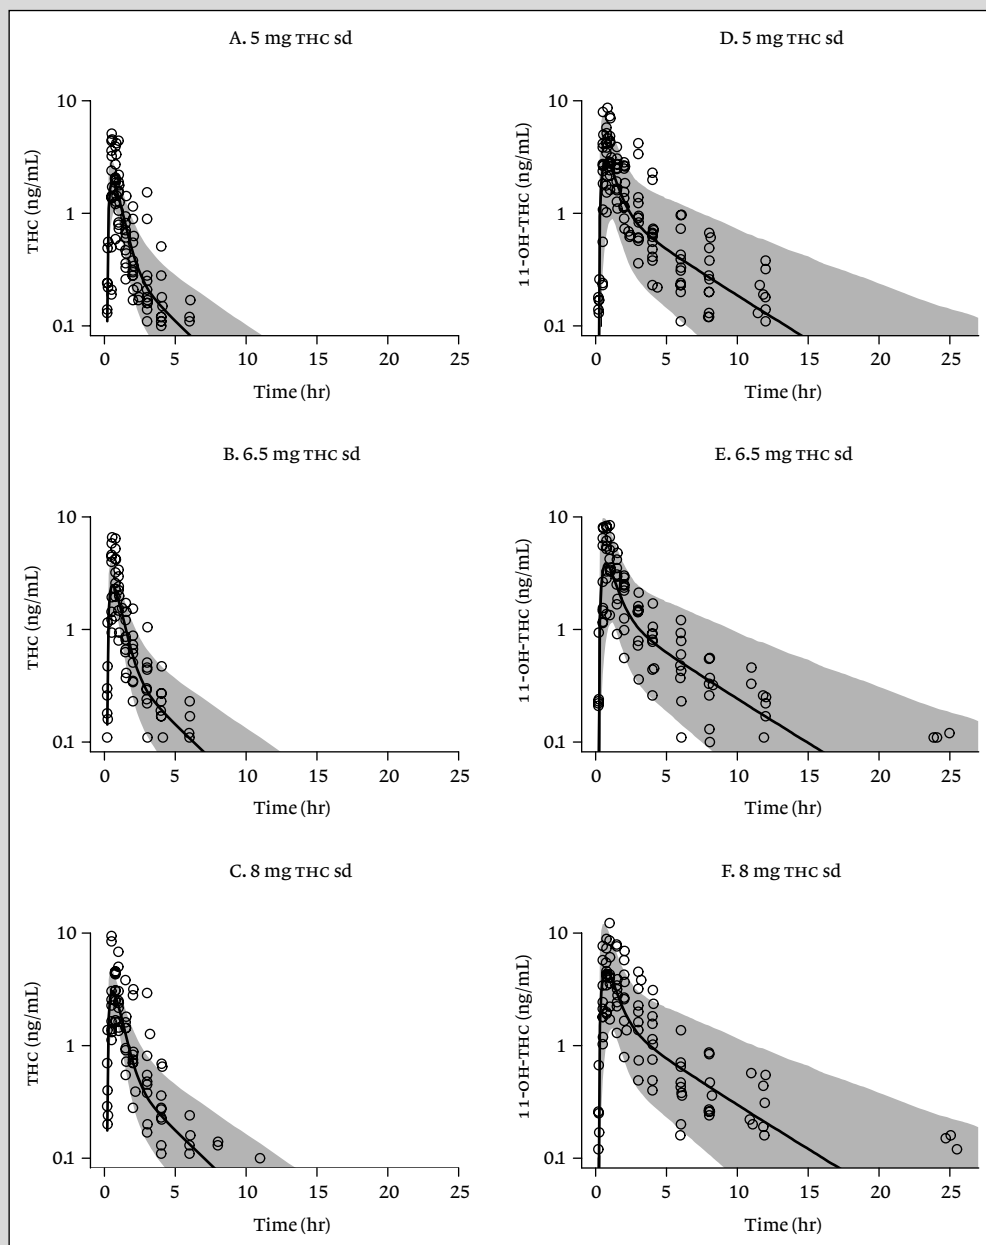 A. 5 mg THC sd
D. 5 mg THC sd
THC (ng/mL)
10
1
0.1
0 5 10 15 20 25
Time (hr)
11-OH-THC (ng/mL)
10
1
0.1
0 5 10 15 20 25
Time (hr)
B. 6.5 mg THC sd
E. 6.5 mg THC sd
THC (ng/mL)
10
1
0.1
0 5 10 15 20 25
Time (hr)
11-OH-THC (ng/mL)
10
1
0.1
0 5 10 15 20 25
Time (hr)
C. 8 mg THC sd
F. 8 mg THC sd
THC (ng/mL)
10
1
0.1
0 5 10 15 20 25
Time (hr)
11-OH-THC (ng/mL)
10
1
0.1
0 5 10 15 20 25
Time (hr)